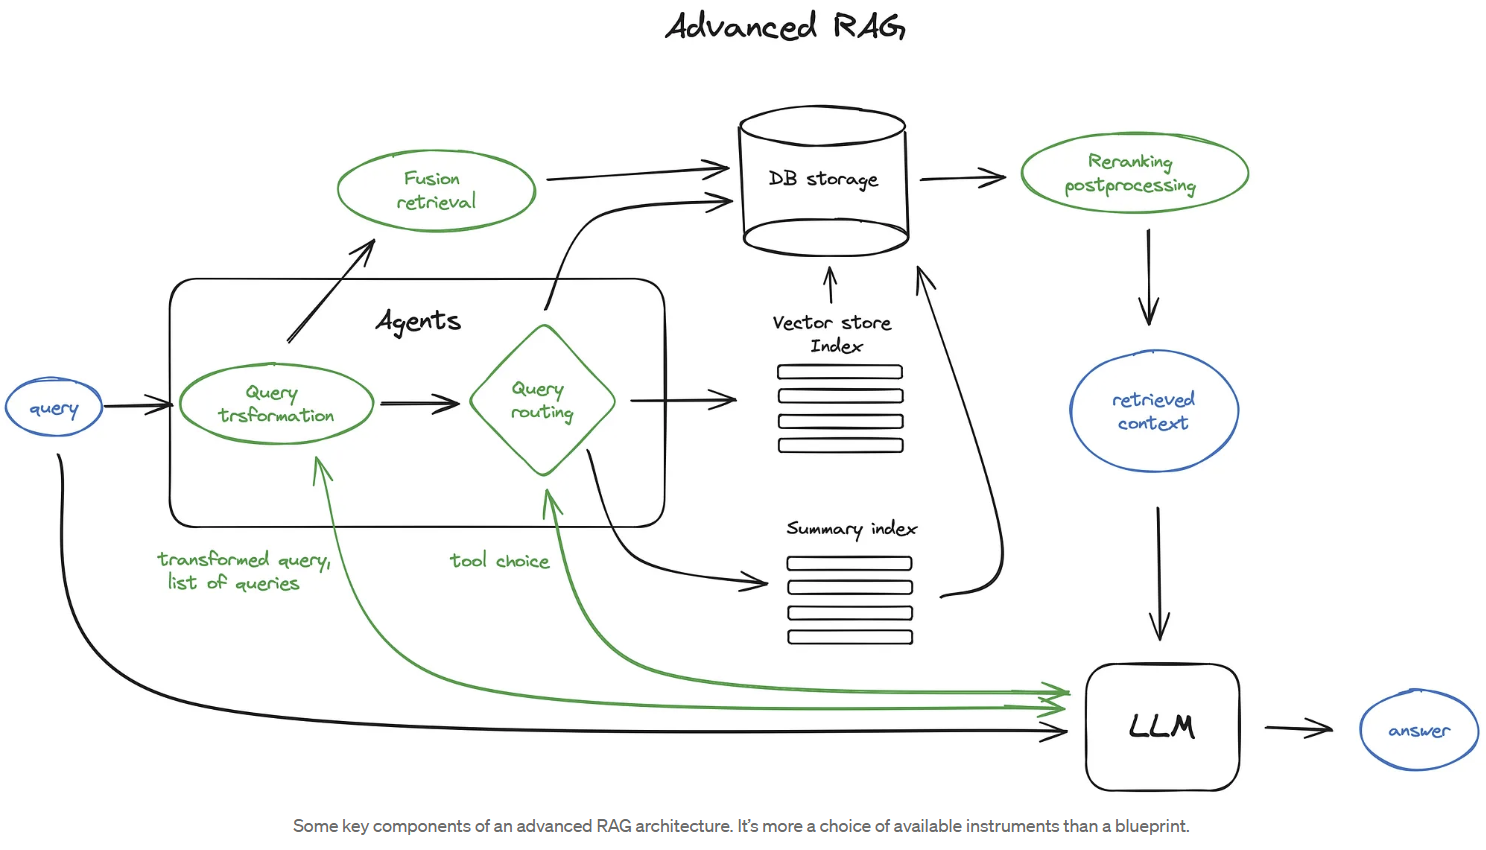 Advanced RAG
Fusion
retrieval
DB storage
Reranking
postprocessing
Agents
Vector store
Index
query
Query
trsformation
Query
routing
retrieved
context
Summary index
transformed query,
list of queries
tool choice
LLM
answer
Some key components of an advanced RAG architecture. It's more a choice of available instruments than a blueprint.